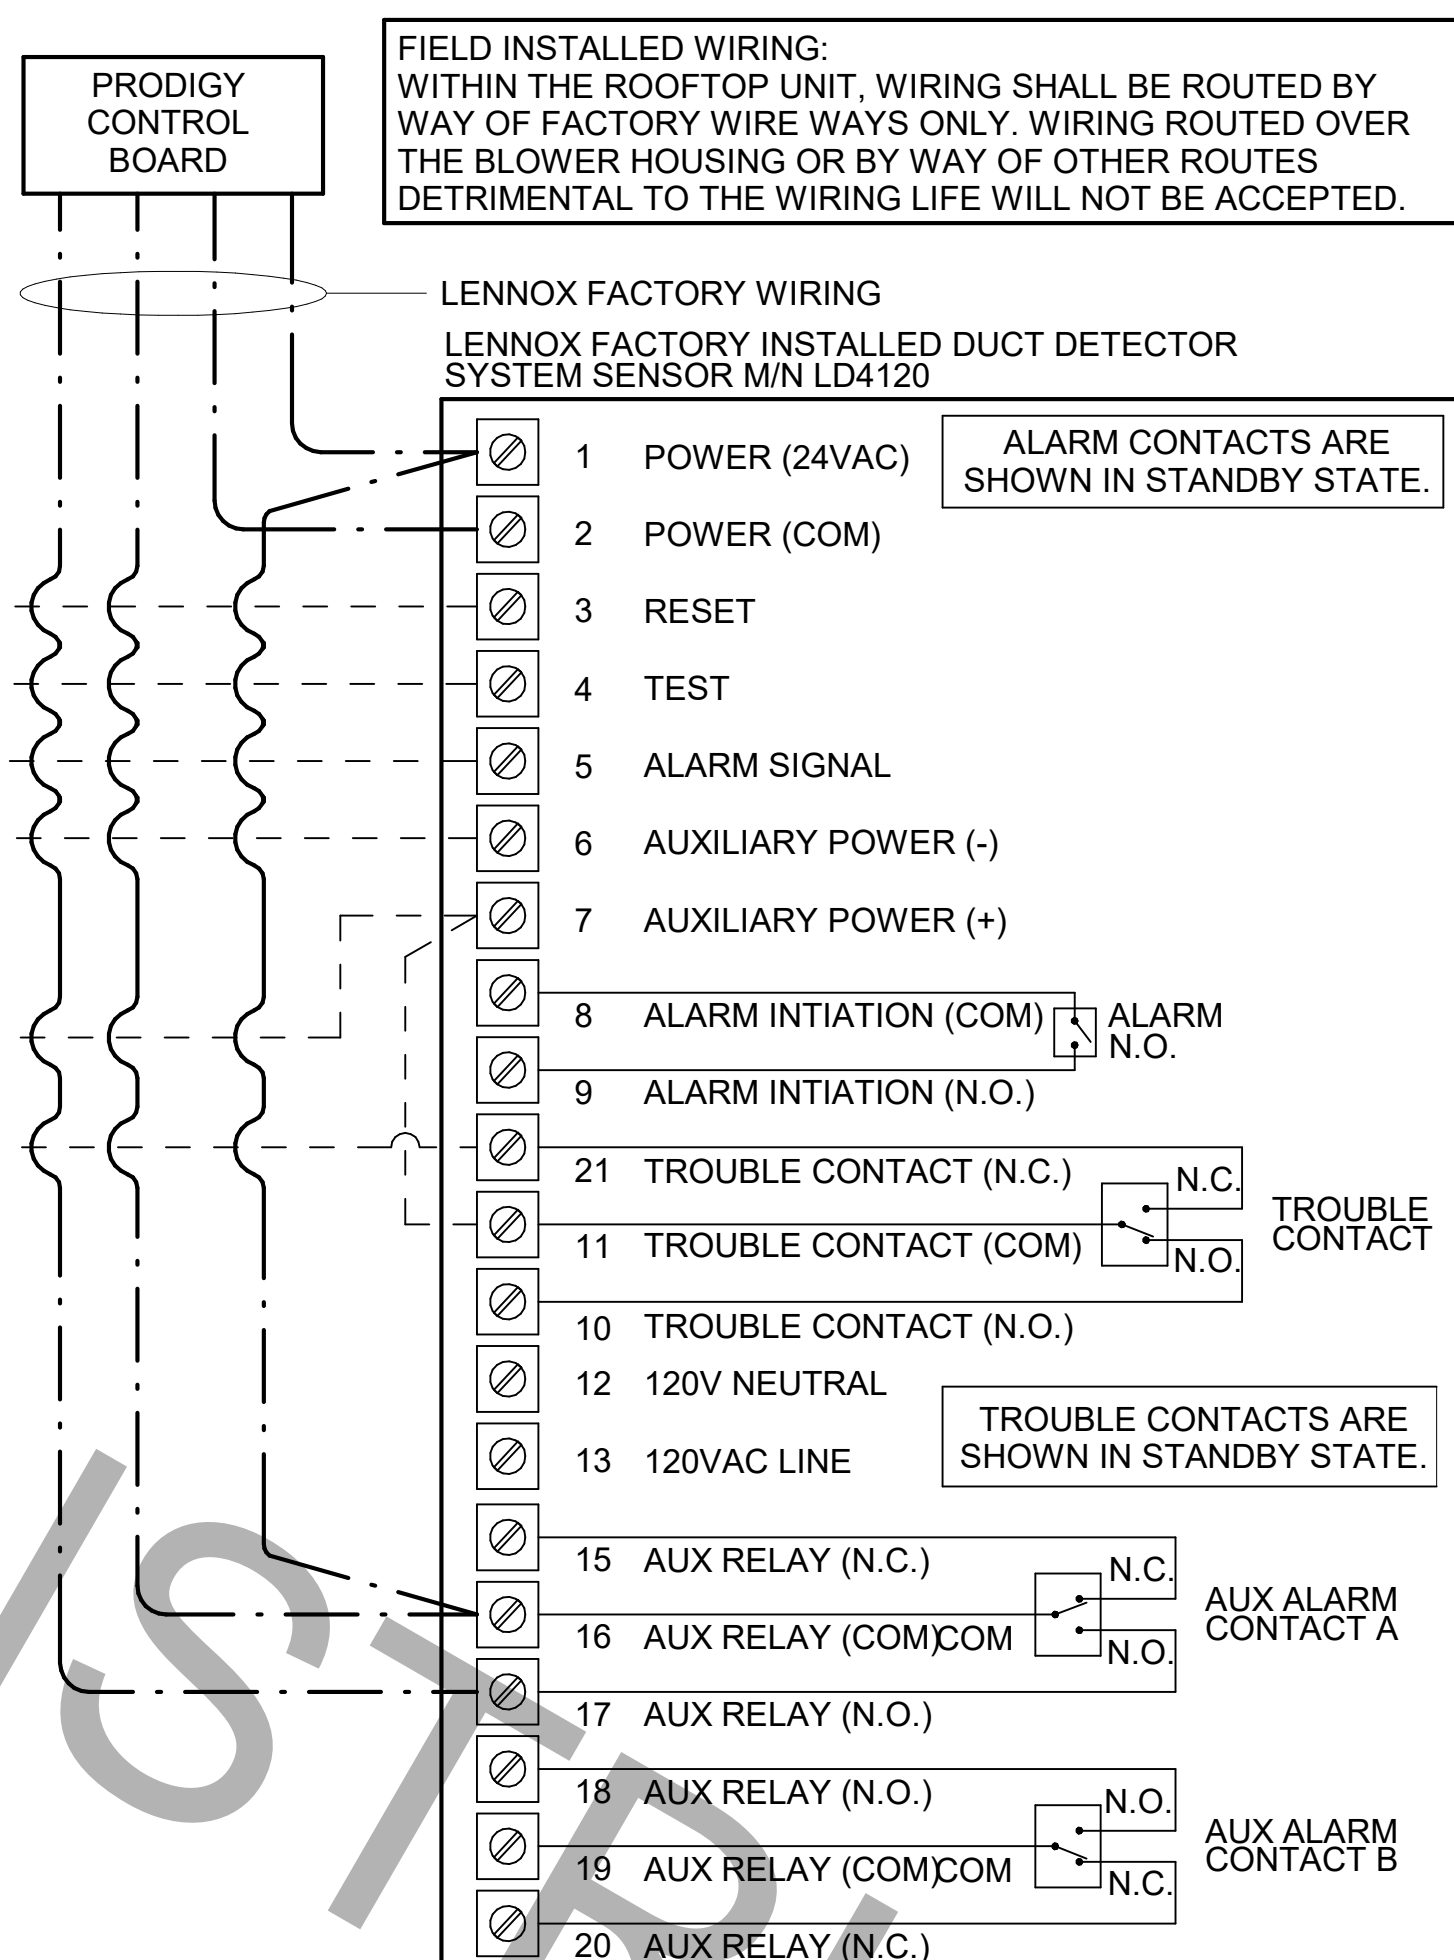 PRODIGY
CONTROL
BOARD
FIELD INSTALLED WIRING:
WITHIN THE ROOFTOP UNIT, WIRING SHALL BE ROUTED BY
WAY OF FACTORY WIRE WAYS ONLY. WIRING ROUTED OVER
THE BLOWER HOUSING OR BY WAY OF OTHER ROUTES
DETRIMENTAL TO THE WIRING LIFE WILL NOT BE ACCEPTED.
LENNOX FACTORY WIRING
LENNOX FACTORY INSTALLED DUCT DETECTOR
SYSTEM SENSOR M/N LD4120
ALARM CONTACTS ARE
SHOWN IN STANDBY STATE.
1 POWER (24VAC)
2 POWER (COM)
3 RESET
4 TEST
5 ALARM SIGNAL
6 AUXILIARY POWER (-)
7 AUXILIARY POWER (+)
8 ALARM INTIATION (COM)
ALARM
N.O.
9 ALARM INTIATION (N.O.)
21 TROUBLE CONTACT (N.C.)
N.C.
TROUBLE
CONTACT
11 TROUBLE CONTACT (COM)
N.O.
10 TROUBLE CONTACT (N.O.)
12 120V NEUTRAL
TROUBLE CONTACTS ARE
SHOWN IN STANDBY STATE.
13 120VAC LINE
15 AUX RELAY (N.C.)
N.C.
AUX ALARM
CONTACT A
16 AUX RELAY (COM)COM
N.O.
17 AUX RELAY (N.O.)
18 AUX RELAY (N.O.)
N.O.
AUX ALARM
CONTACT B
19 AUX RELAY (COM)COM
N.C.
20 AUX RELAY (N.C.)